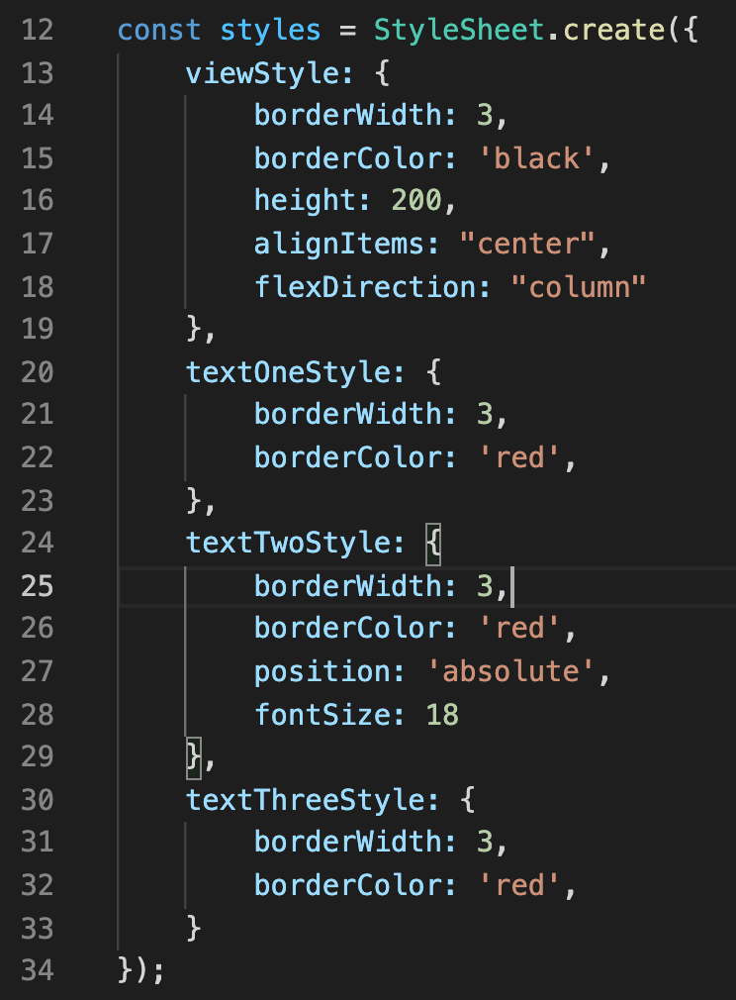 12 const styles = StyleSheet.create({
13     viewStyle: {
14         borderWidth: 3,
15         borderColor: 'black',
16         height: 200,
17         alignItems: "center",
18         flexDirection: "column"
19     },
20     textOneStyle: {
21         borderWidth: 3,
22         borderColor: 'red',
23     },
24     textTwoStyle: {
25         borderWidth: 3,
26         borderColor: 'red',
27         position: 'absolute',
28         fontSize: 18
29     },
30     textThreeStyle: {
31         borderWidth: 3,
32         borderColor: 'red',
33     }
34 });